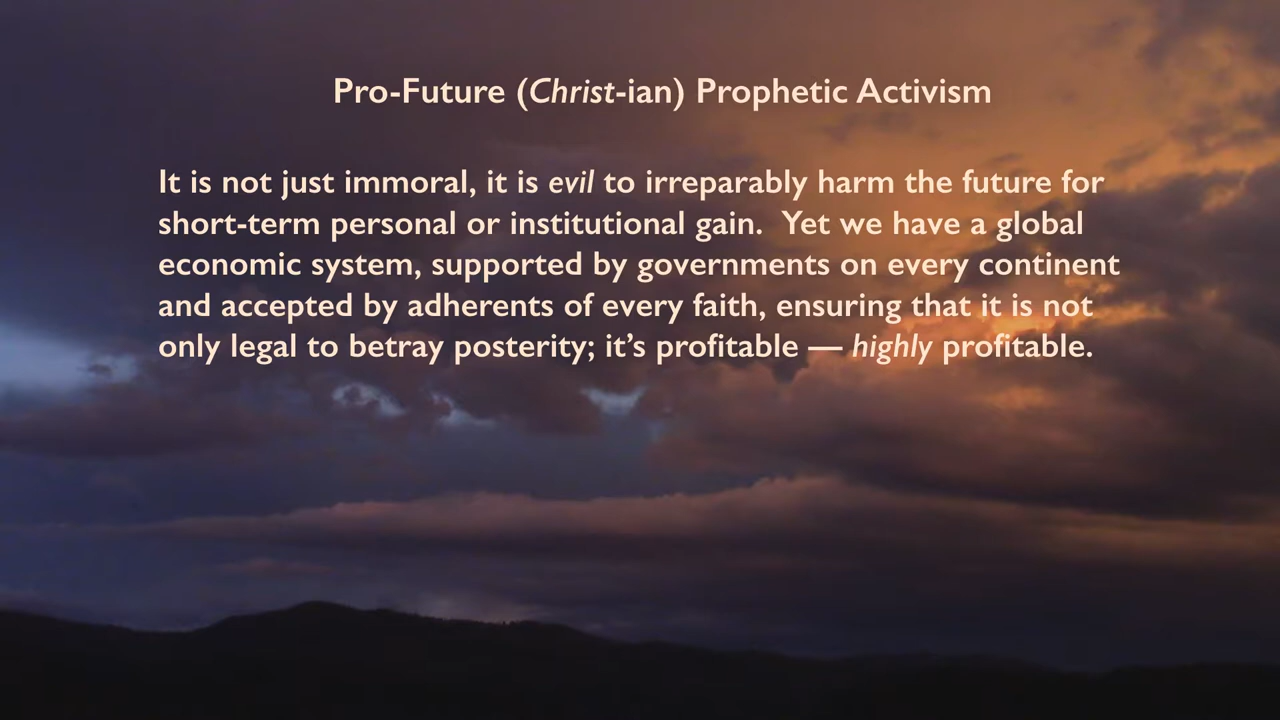 Pro-Future (Christ-ian) Prophetic Activism
It is not just immoral, it is evil to irreparably harm the future for
short-term personal or institutional gain.  Yet we have a global
economic system, supported by governments on every continent
and accepted by adherents of every faith, ensuring that it is not
only legal to betray posterity; it’s profitable — highly profitable.